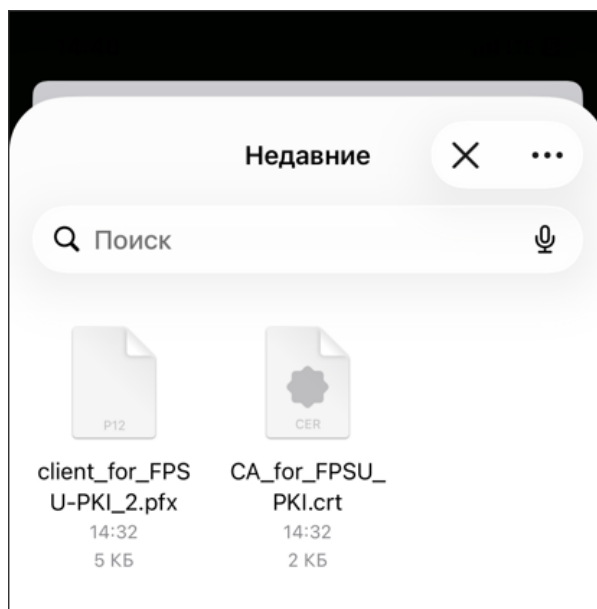 Недавние
Поиск
P12
CER
client_for_FPS
U-PKI_2.pfx
CA_for_FPSU_
PKI.crt
14:32
14:32
5 КБ
2 КБ